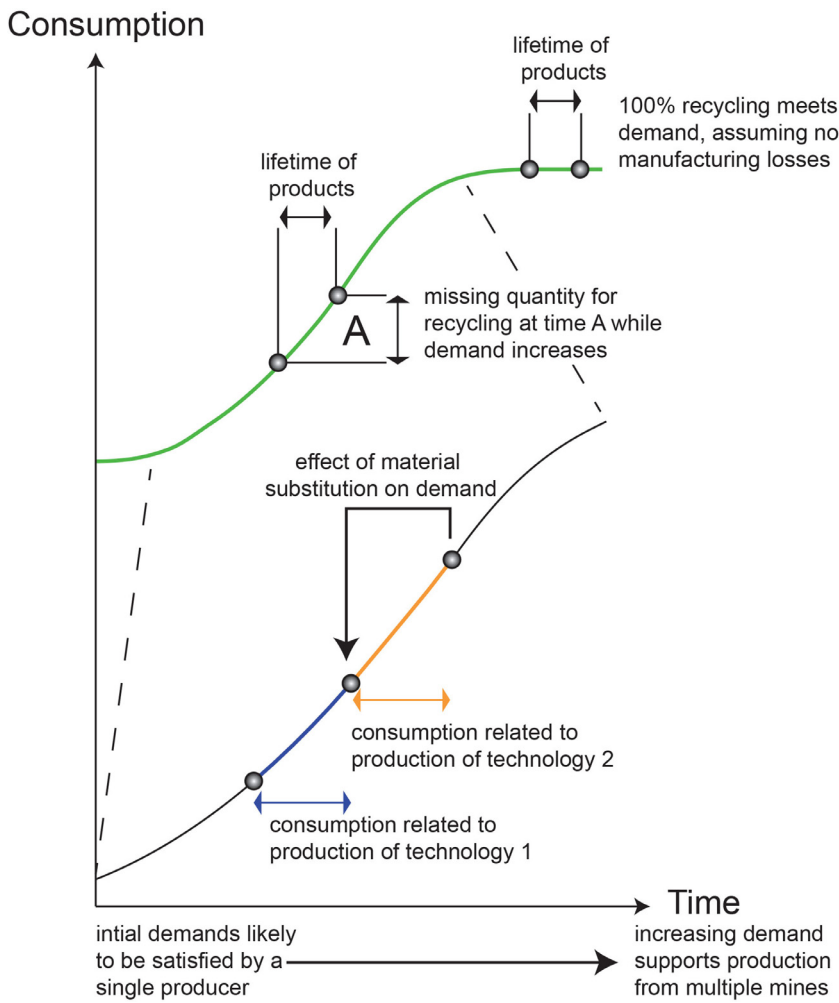 Consumption
lifetime of
products
100% recycling meets
demand, assuming no
manufacturing losses
lifetime of
products
A
missing quantity for
recycling at time A while
demand increases
effect of material
substitution on demand
consumption related to
production of technology 2
consumption related to
production of technology 1
Time
intial demands likely
to be satisfied by a
single producer
increasing demand
supports production
from multiple mines